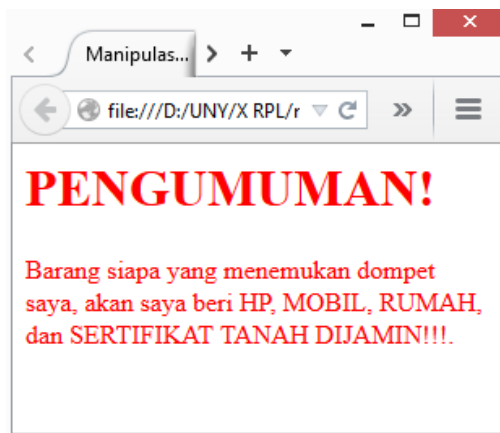 Manipulas...
file:///D:/UNY/X RPL/r
PENGUMUMAN!
Barang siapa yang menemukan dompet
saya, akan saya beri HP, MOBIL, RUMAH,
dan SERTIFIKAT TANAH DIJAMIN!!!.